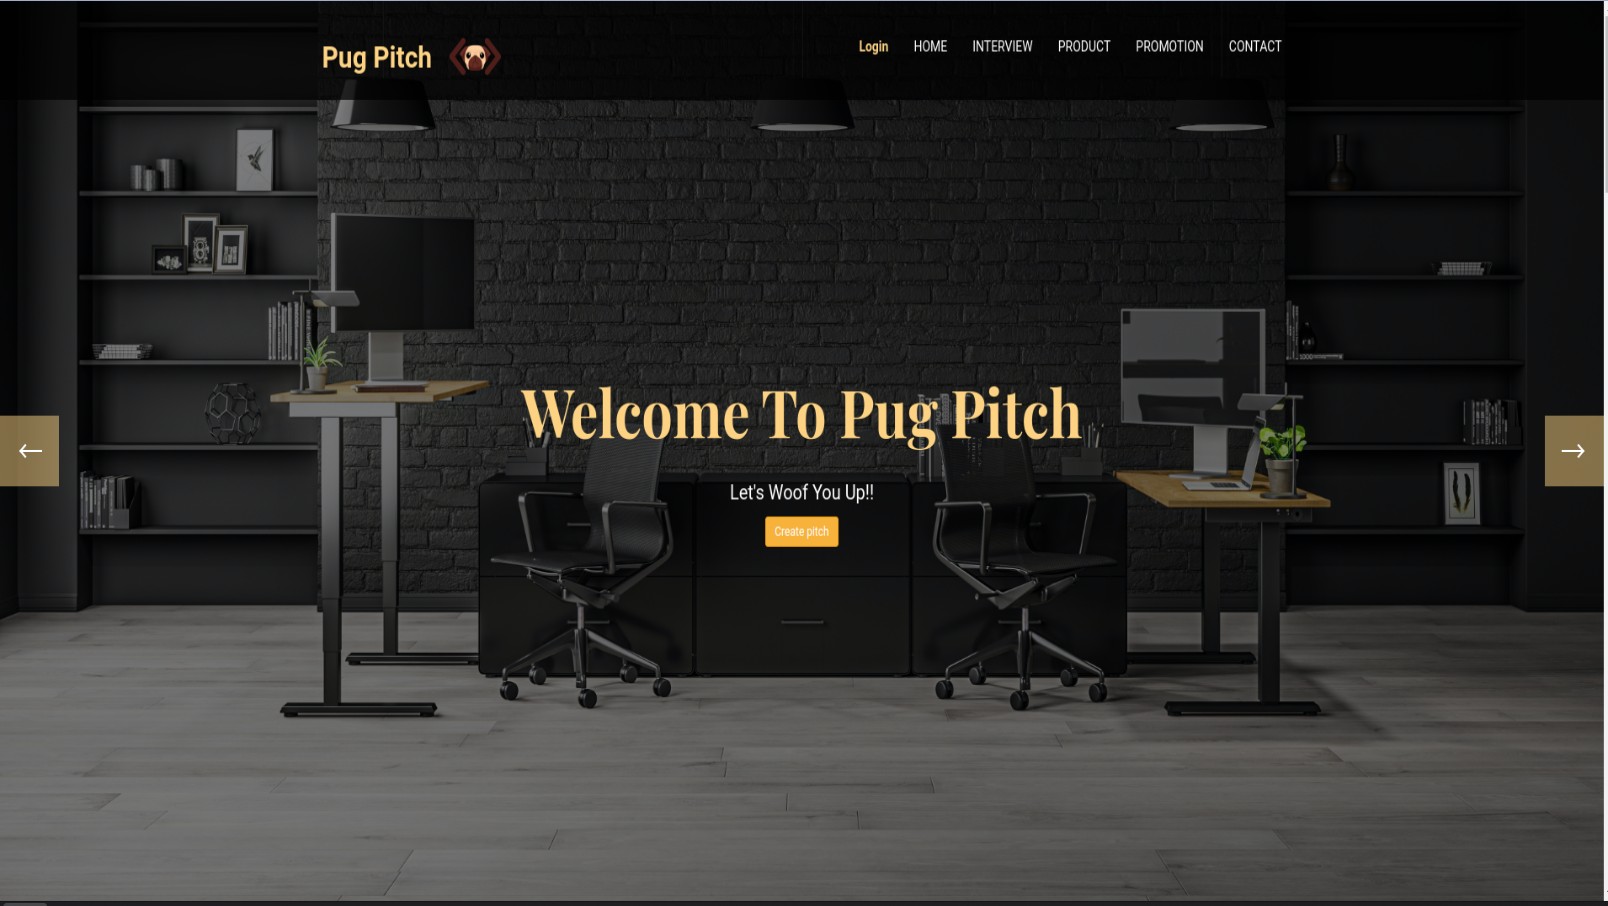 Pug Pitch
Login HOME INTERVIEW PRODUCT PROMOTION CONTACT
Welcome To Pug Pitch
Let's Woof You Up!!
Create pitch